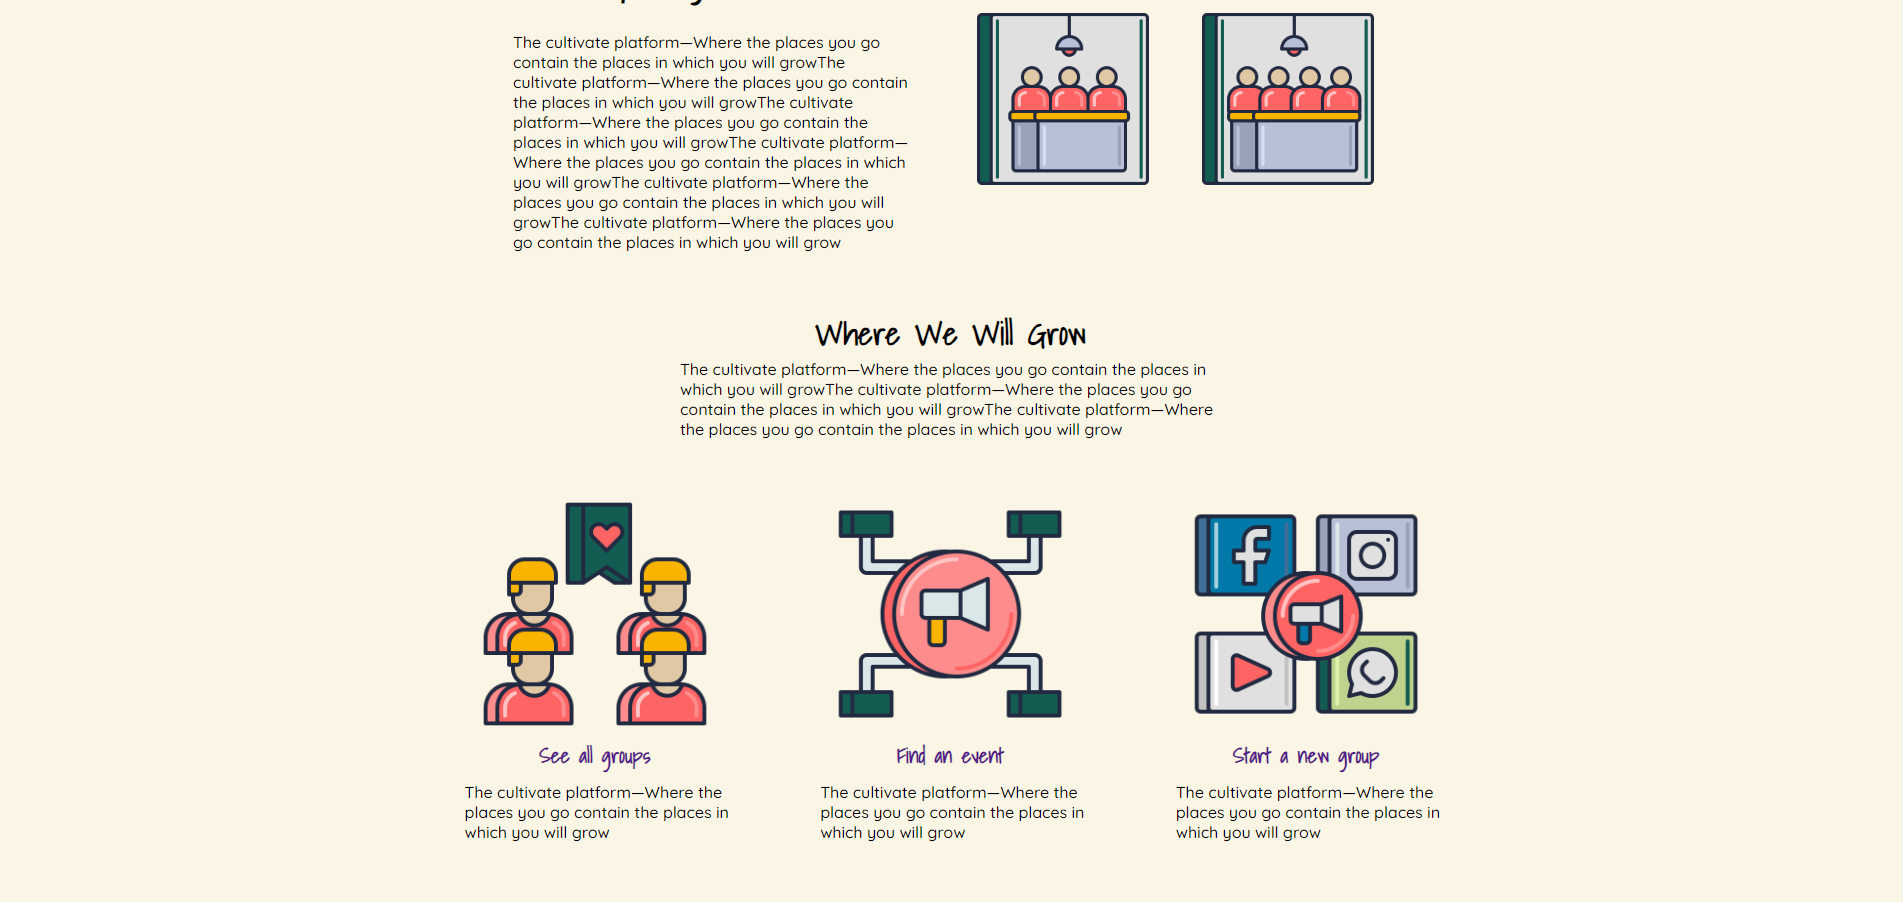 The cultivate platform—Where the places you go
contain the places in which you will growThe
cultivate platform—Where the places you go contain
the places in which you will growThe cultivate
platform—Where the places you go contain the
places in which you will growThe cultivate platform—
Where the places you go contain the places in which
you will growThe cultivate platform—Where the
places you go contain the places in which you will
growThe cultivate platform—Where the places you
go contain the places in which you will grow
Where We Will Grow
The cultivate platform—Where the places you go contain the places in
which you will growThe cultivate platform—Where the places you go
contain the places in which you will growThe cultivate platform—Where
the places you go contain the places in which you will grow
See all groups
The cultivate platform—Where the
places you go contain the places in
which you will grow
Find an event
The cultivate platform—Where the
places you go contain the places in
which you will grow
Start a new group
The cultivate platform—Where the
places you go contain the places in
which you will grow